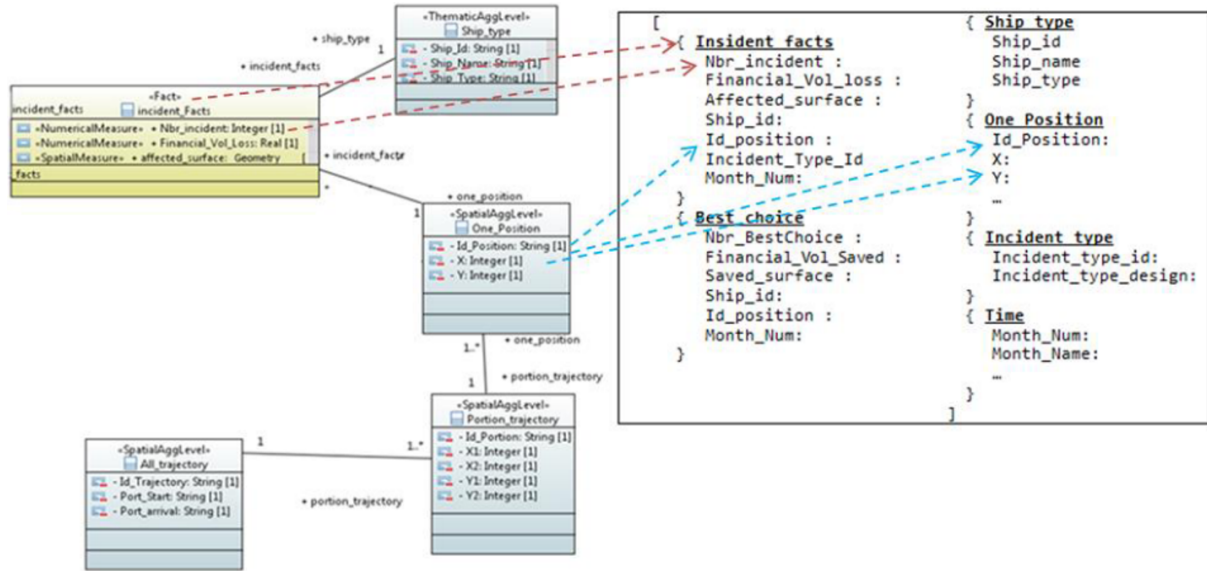 «ThematicAggLevel»
Ship_type
- Ship_Id: String [1]
- Ship_Name: String [1]
- Ship_Type: String [1]
+ ship_type
1
+ incident_facts
«Fact»
incident_facts
incident_Facts
«NumericalMeasure» + Nbr_incident: Integer [1]
«NumericalMeasure» + Financial_Vol_Loss: Real [1]
«SpatialMeasure» + affected_surface: Geometry [
_facts
+ incident_facts
*
+ one_position
1
«SpatialAggLevel»
One_Position
- Id_Position: String [1]
- X: Integer [1]
- Y: Integer [1]
+ one_position
1..*
1
+ portion_trajectory
«SpatialAggLevel»
Portion_trajectory
- Id_Portion: String [1]
- X1: Integer [1]
- X2: Integer [1]
- Y1: Integer [1]
- Y2: Integer [1]
1
1..*
+ portion_trajectory
«SpatialAggLevel»
All_trajectory
- Id_Trajectory: String [1]
- Port_Start: String [1]
- Port_arrival: String [1]
[
{ Insident facts
Nbr_incident :
Financial_Vol_loss :
Affected_surface :
Ship_id:
Id_position :
Incident_Type_Id
Month_Num:
}
{ Best choice
Nbr_BestChoice :
Financial_Vol_Saved :
Saved_surface :
Ship_id:
Id_position :
Month_Num:
}
{ Ship type
Ship_id
Ship_name
Ship_type
}
{ One Position
Id_Position:
X:
Y:
…
}
{ Incident type
Incident_type_id:
Incident_type_design:
}
{ Time
Month_Num:
Month_Name:
…
}
]